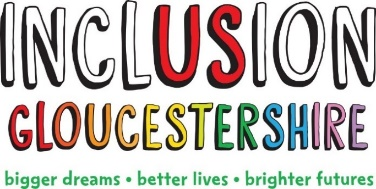 INCLUSION
GLOUCESTERSHIRE
bigger dreams • better lives • brighter futures